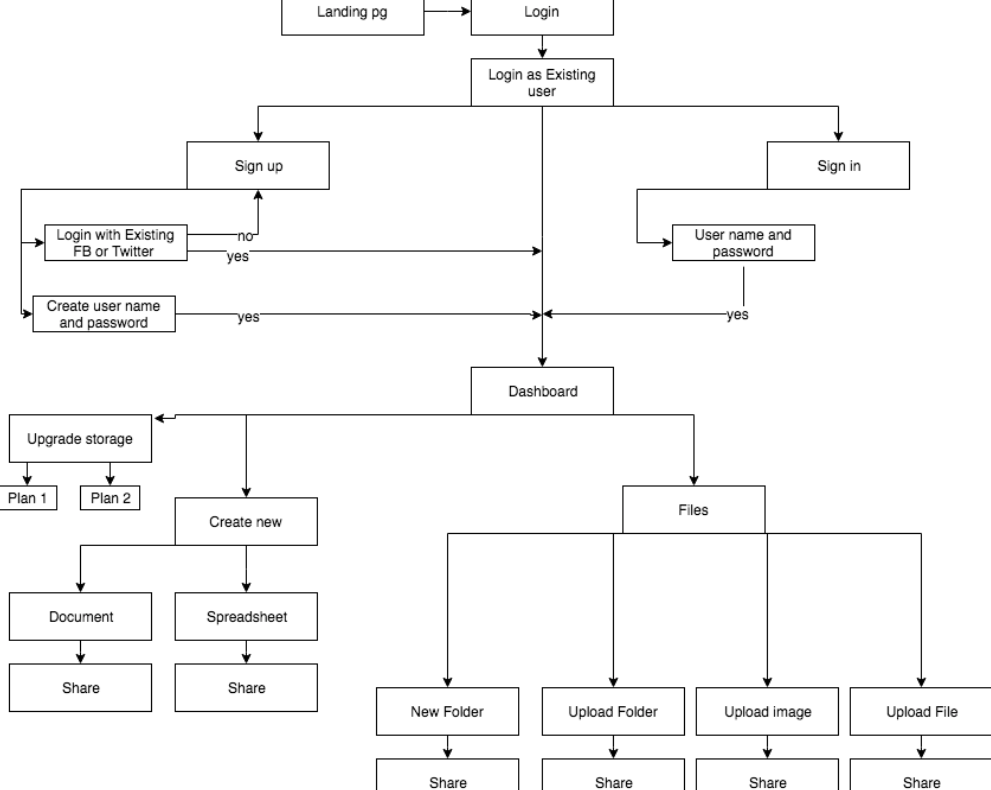 Landing pg
Login
Login as Existing
user
Sign up
Sign in
Login with Existing
FB or Twitter
no
yes
User name and
password
Create user name
and password
yes
yes
Dashboard
Upgrade storage
Plan 1
Plan 2
Files
Create new
Document
Spreadsheet
Share
Share
New Folder
Upload Folder
Upload image
Upload File
Share
Share
Share
Share